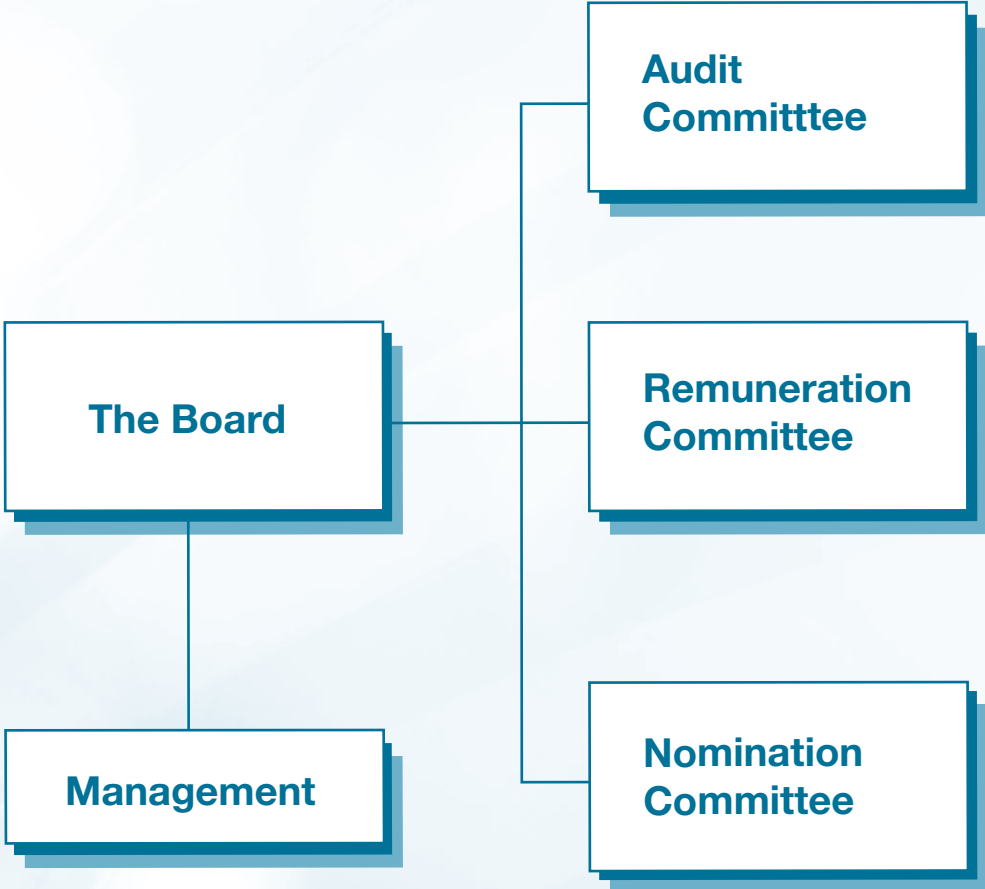 Audit
Committtee
The Board
Remuneration
Committee
Management
Nomination
Committee